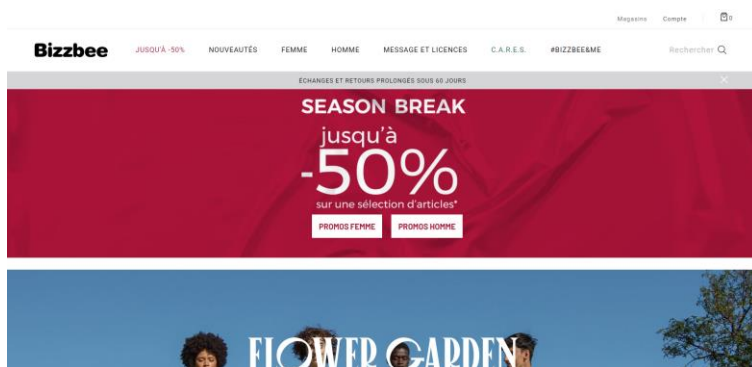 Magasins Compte 0
Bizzbee JUSQU'À -50% NOUVEAUTÉS FEMME HOMME MESSAGE ET LICENCES C.A.R.E.S. #BIZZBEE&ME Rechercher
ÉCHANGES ET RETOURS PROLONGÉS SOUS 60 JOURS
SEASON BREAK
jusqu'à
-50%
sur une sélection d'articles*
PROMOS FEMME PROMOS HOMME
FLOWER GARDEN